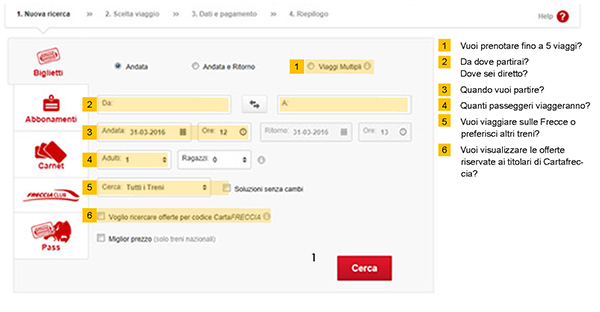 1. Nuova ricerca » 2. Scelta viaggio » 3. Dati e pagamento » 4. Riepilogo
Help ?
Biglietti
Andata
Andata e Ritorno
1 Viaggi Multipli
Abbonamenti
2 Da:
A:
3 Andata: 31-03-2016
Ore: 12
Ritorno: 31-03-2016
Ore: 13
Carnet
4 Adulti: 1
Ragazzi: 0
FRECCIACLUB
5 Cerca: Tutti i Treni
Soluzioni senza cambi
Pass
6 Voglio ricercare offerte per codice CartaFRECCIA
Miglior prezzo (solo treni nazionali)
1
Cerca
1 Vuoi prenotare fino a 5 viaggi?
2 Da dove partirai?
Dove sei diretto?
3 Quando vuoi partire?
4 Quanti passeggeri viaggeranno?
5 Vuoi viaggiare sulle Frecce o
preferisci altri treni?
6 Vuoi visualizzare le offerte
riservate ai titolari di Cartafrec-
cia?